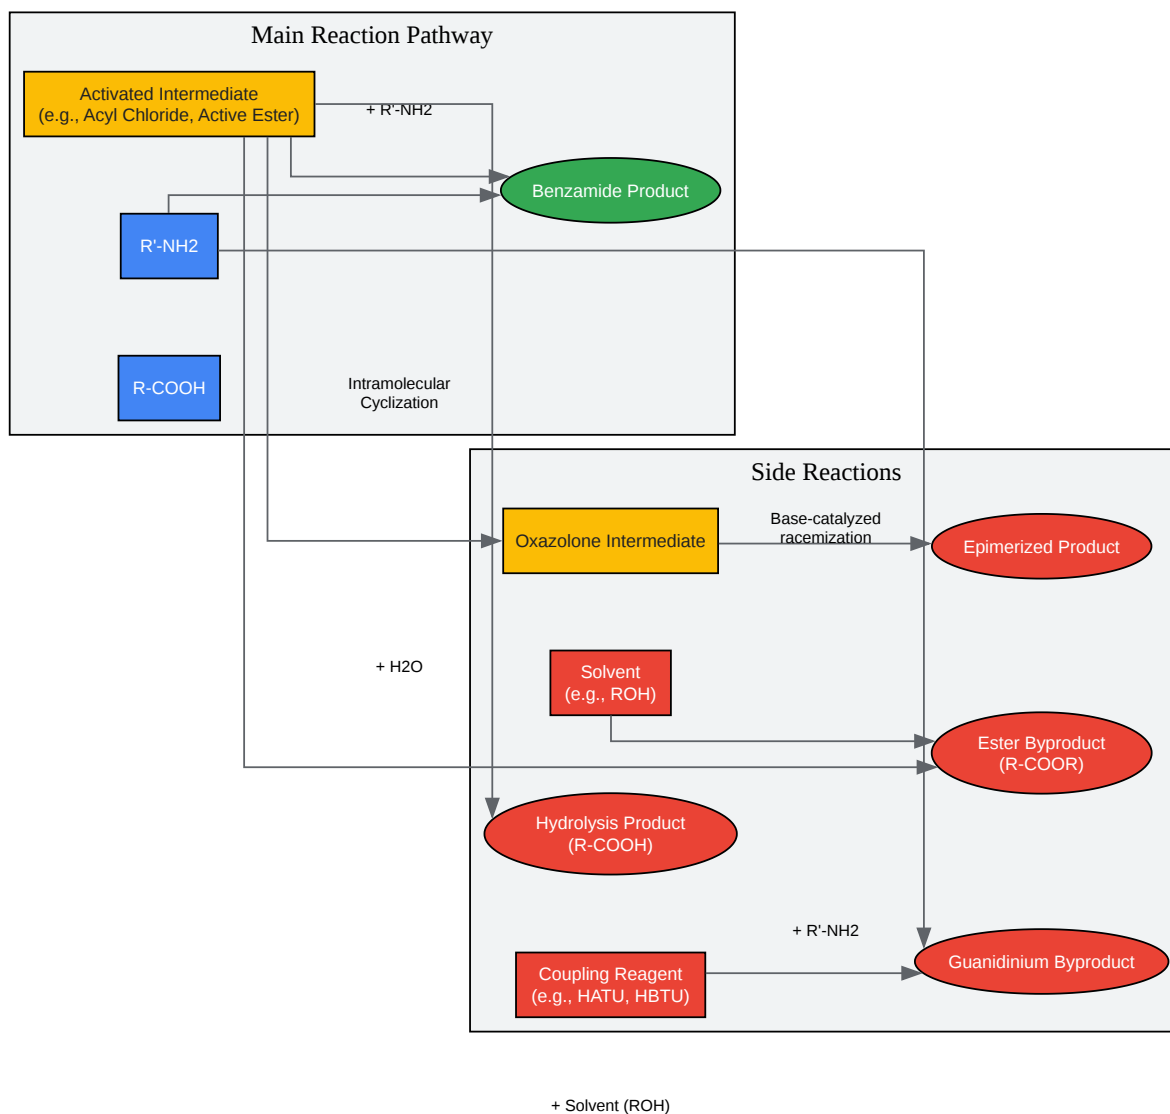 Main Reaction Pathway
Activated Intermediate
(e.g., Acyl Chloride, Active Ester)
+ R'-NH2
Benzamide Product
R'-NH2
R-COOH
Intramolecular
Cyclization
Side Reactions
Oxazolone Intermediate
Base-catalyzed
racemization
Epimerized Product
+ H2O
Solvent
(e.g., ROH)
Ester Byproduct
(R-COOR)
Hydrolysis Product
(R-COOH)
+ R'-NH2
Coupling Reagent
(e.g., HATU, HBTU)
Guanidinium Byproduct
+ Solvent (ROH)